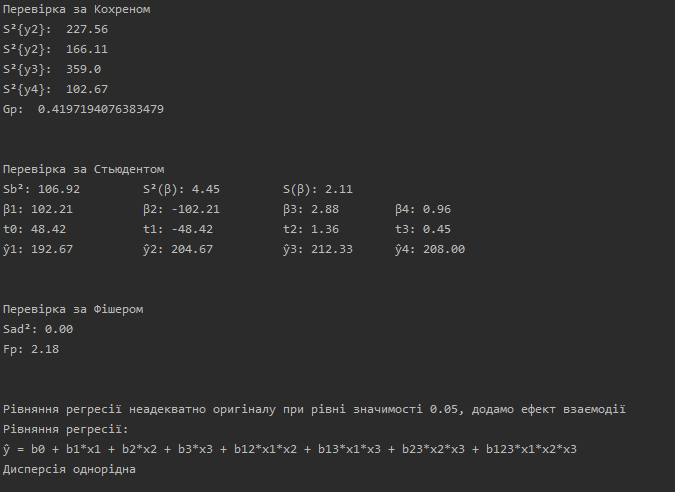 Перевірка за Кохреном
S²{y2}:  227.56
S²{y2}:  166.11
S²{y3}:  359.0
S²{y4}:  102.67
Gp:  0.4197194076383479
Перевірка за Стьюдентом
Sb²: 106.92 S²(β): 4.45 S(β): 2.11
β1: 102.21 β2: -102.21 β3: 2.88 β4: 0.96
t0: 48.42 t1: -48.42 t2: 1.36 t3: 0.45
ŷ1: 192.67 ŷ2: 204.67 ŷ3: 212.33 ŷ4: 208.00
Перевірка за Фішером
Sad²: 0.00
Fp: 2.18
Рівняння регресії неадекватно оригіналу при рівні значимості 0.05, додамо ефект взаємодії
Рівняння регресії:
ŷ = b0 + b1*x1 + b2*x2 + b3*x3 + b12*x1*x2 + b13*x1*x3 + b23*x2*x3 + b123*x1*x2*x3
Дисперсія однорідна